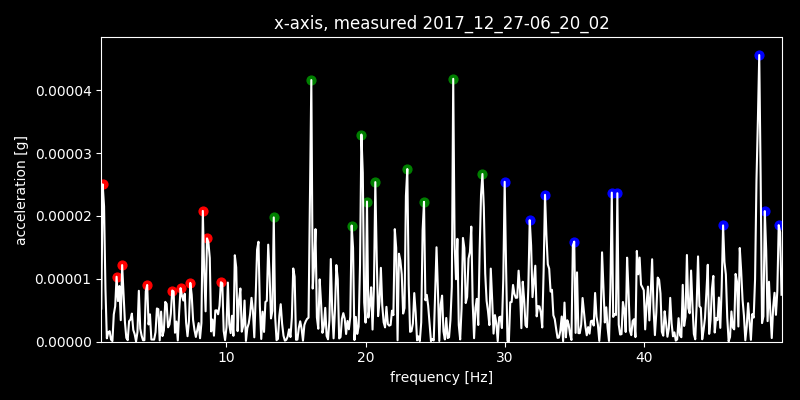 x-axis, measured 2017_12_27-06_20_02
acceleration [g]
0.00004
0.00003
0.00002
0.00001
0.00000
10 20 30 40
frequency [Hz]